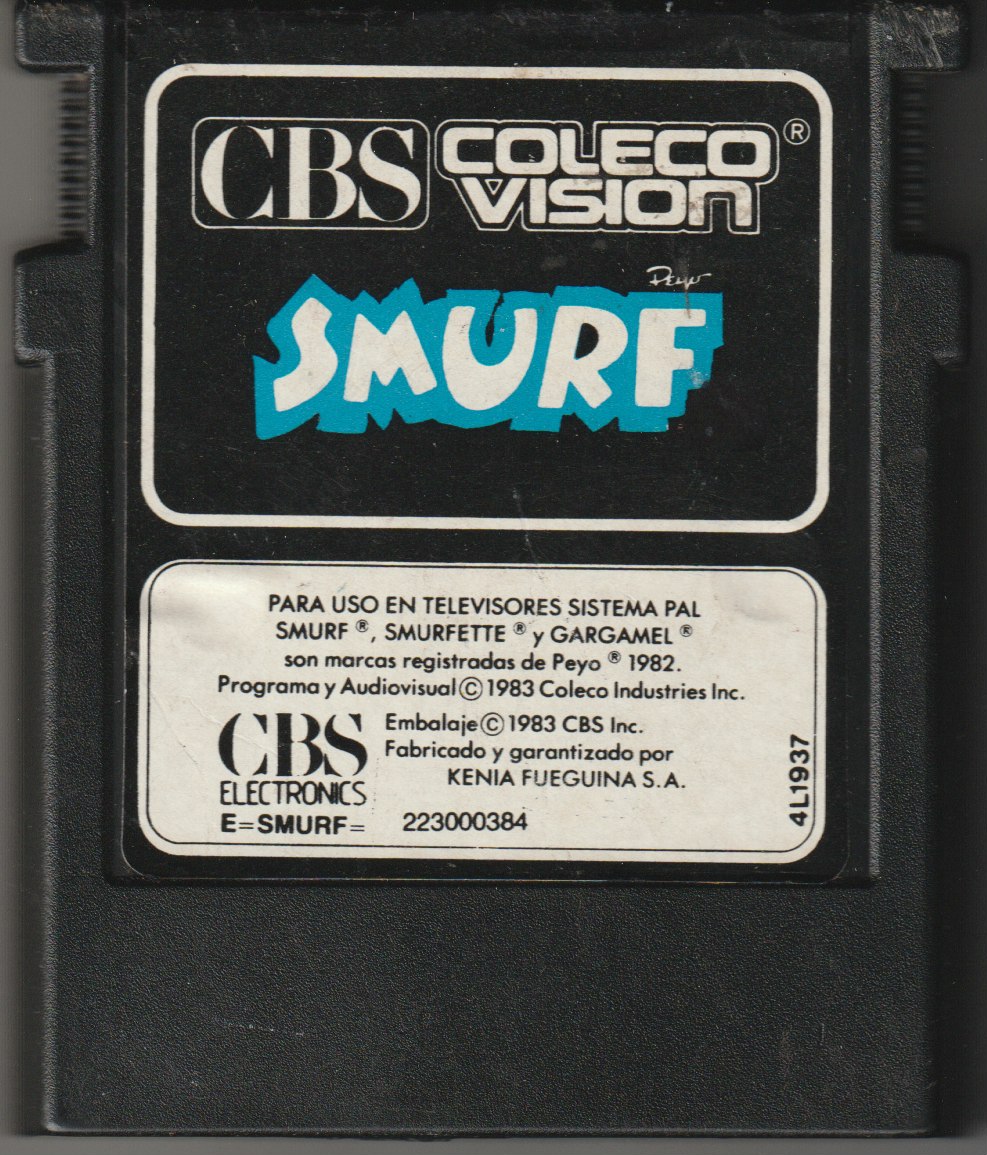 CBS COLECO VISION ®
Peyo
SMURF
PARA USO EN TELEVISORES SISTEMA PAL
SMURF ®, SMURFETTE ® y GARGAMEL ®
son marcas registradas de Peyo ® 1982.
Programa y Audiovisual © 1983 Coleco Industries Inc.
CBS
ELECTRONICS
Embalaje © 1983 CBS Inc.
Fabricado y garantizado por
KENIA FUEGUINA S.A.
E=SMURF= 223000384
4L1937